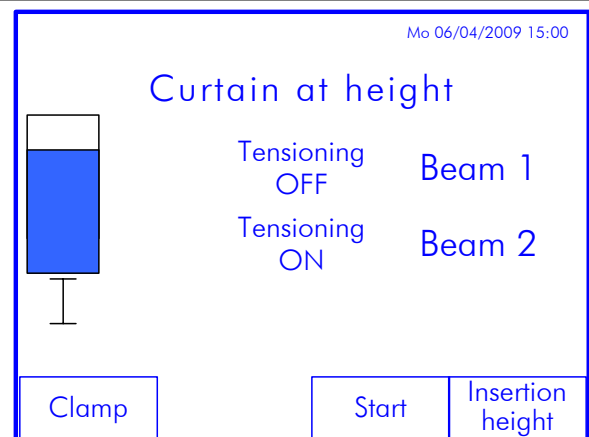 Mo 06/04/2009 15:00
Curtain at height
Tensioning
OFF
Beam 1
Tensioning
ON
Beam 2
Clamp
Start
Insertion
height